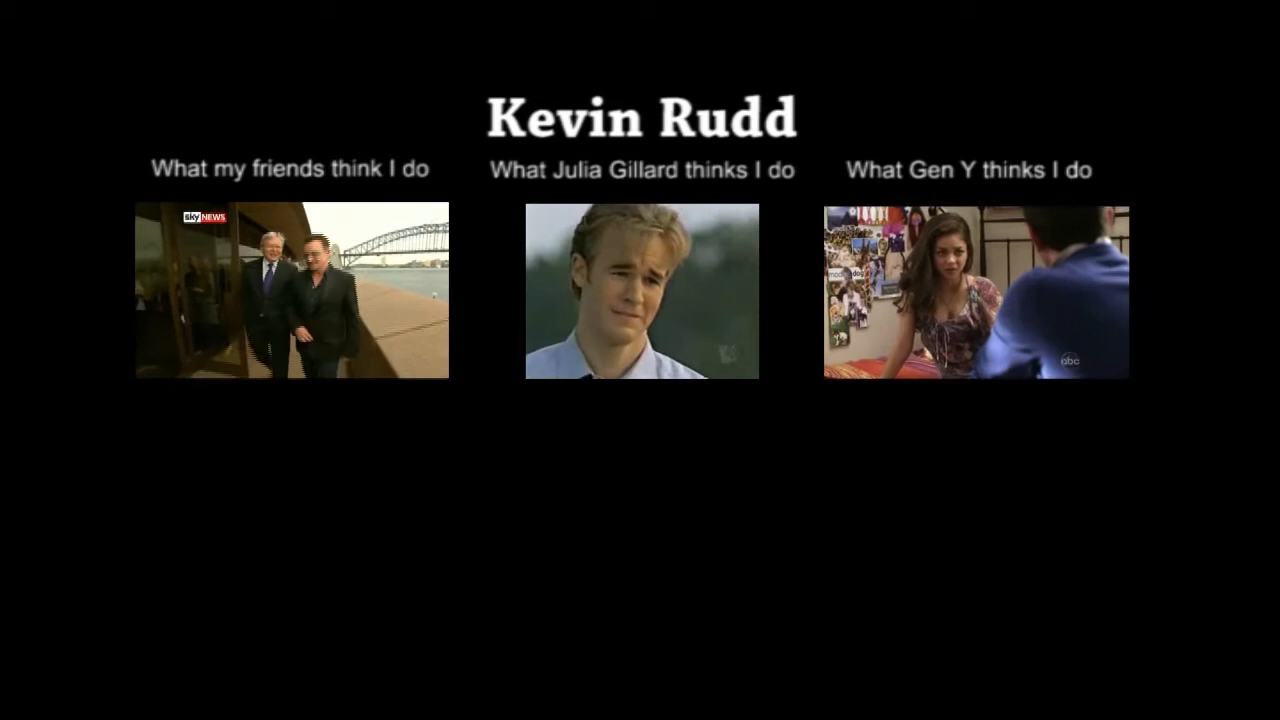 Kevin Rudd
What my friends think I do
What Julia Gillard thinks I do
What Gen Y thinks I do
sky NEWS
abc